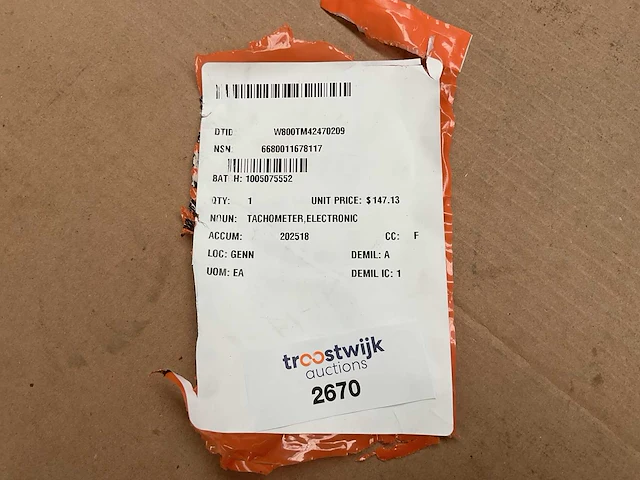 DTID: W800TM42470209
NSN: 6680011678117
BATCH: 1005075552
QTY: 1 UNIT PRICE: $147.13
NOUN: TACHOMETER,ELECTRONIC
ACCUM: 202518 CC: F
LOC: GENN DEMIL: A
UOM: EA DEMIL IC: 1
troostwijk
auctions
2670